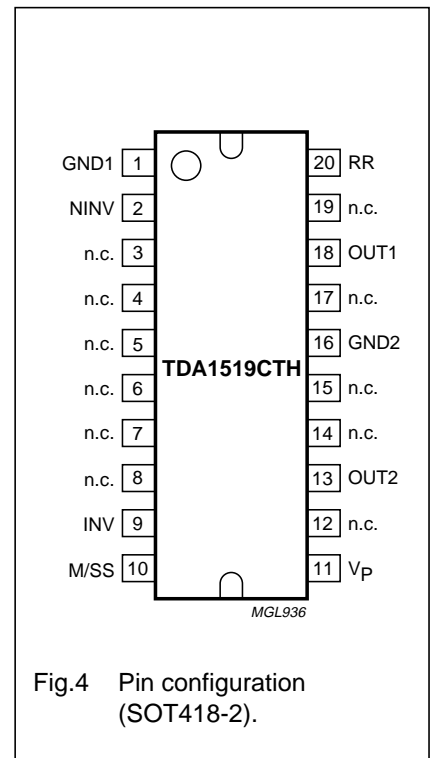 GND1 1
NINV 2
n.c. 3
n.c. 4
n.c. 5
n.c. 6
n.c. 7
n.c. 8
INV 9
M/SS 10
TDA1519CTH
20 RR
19 n.c.
18 OUT1
17 n.c.
16 GND2
15 n.c.
14 n.c.
13 OUT2
12 n.c.
11 VP
MGL936
Fig.4 Pin configuration
(SOT418-2).